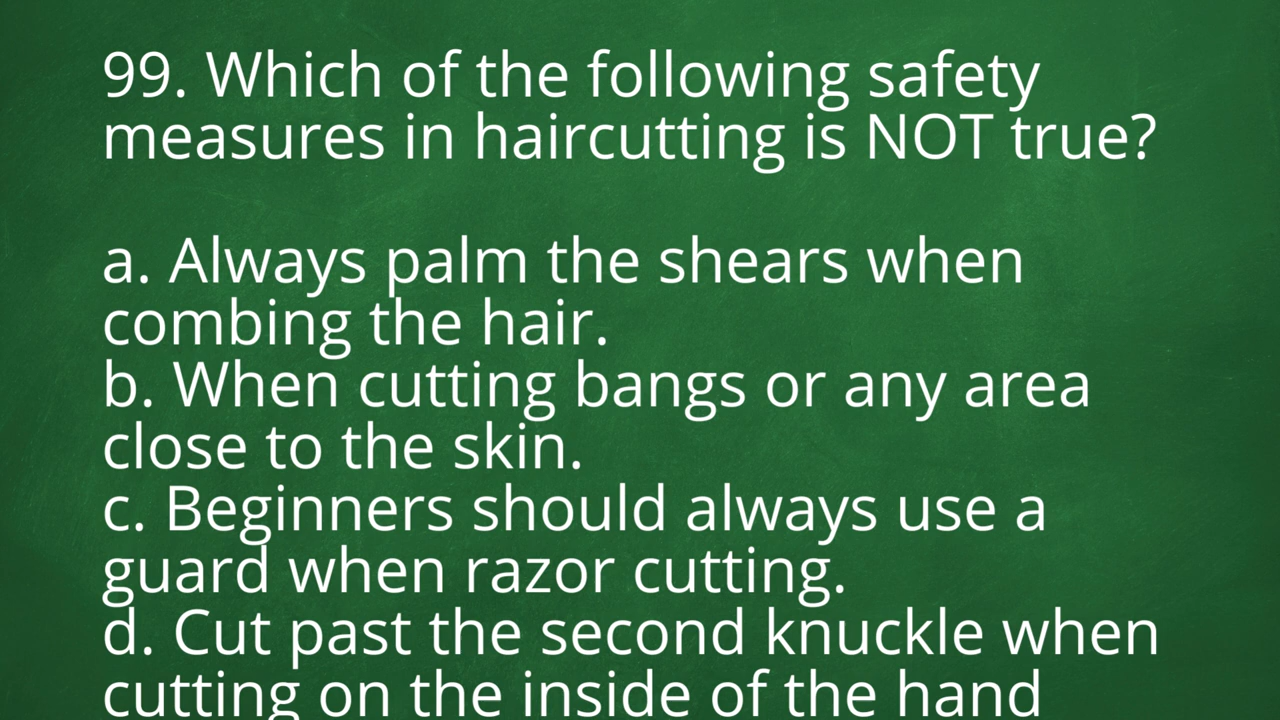 99. Which of the following safety
measures in haircutting is NOT true?
a. Always palm the shears when
combing the hair.
b. When cutting bangs or any area
close to the skin.
c. Beginners should always use a
guard when razor cutting.
d. Cut past the second knuckle when
cutting on the inside of the hand